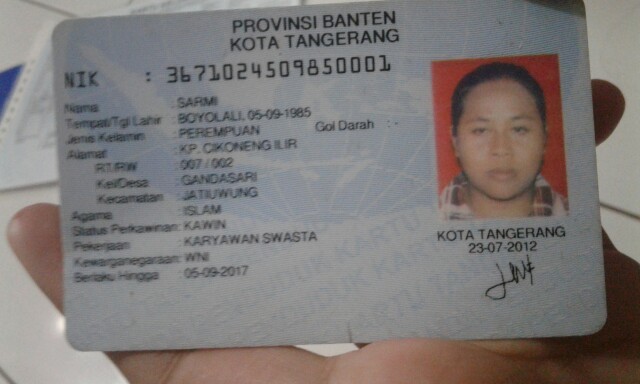 PROVINSI BANTEN
KOTA TANGERANG
NIK : 3671024509850001
Nama : SARMI
Tempat/Tgl Lahir : BOYOLALI, 05-09-1985
Jenis Kelamin : PEREMPUAN Gol Darah : -
Alamat : KP. CIKONENG ILIR
RT/RW : 007 / 002
Kel/Desa : GANDASARI
Kecamatan : JATIUWUNG
Agama : ISLAM
Status Perkawinan: KAWIN
Pekerjaan : KARYAWAN SWASTA
Kewarganegaraan: WNI
Berlaku Hingga : 05-09-2017
KOTA TANGERANG
23-07-2012